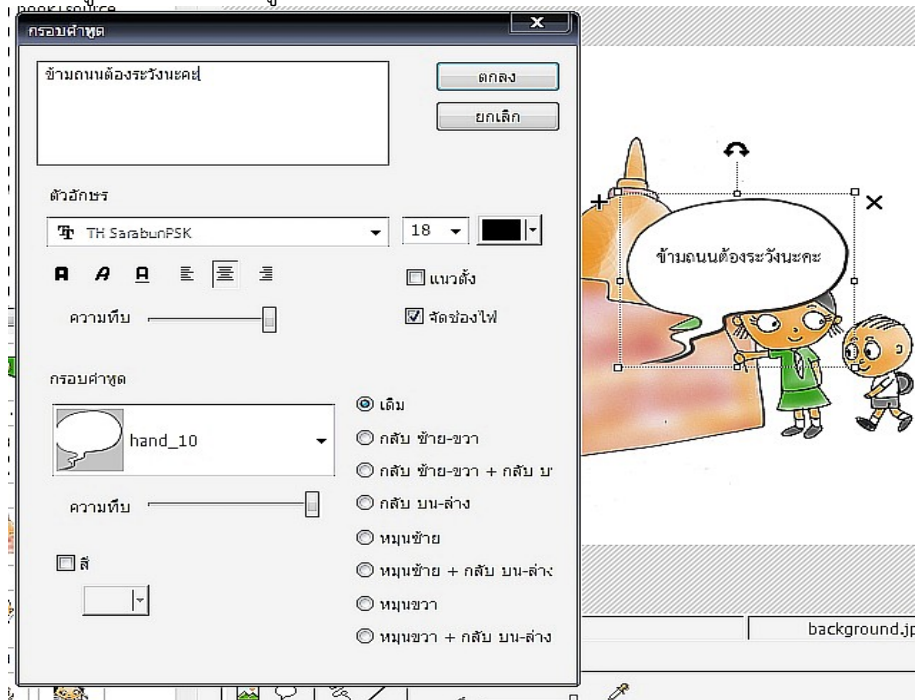 กรอบคำพูด
ข้ามถนนต้องระวังนะคะ
ตกลง
ยกเลิก
ตัวอักษร
TH SarabunPSK
18
แนวตั้ง
ความทึบ
จัดช่องไฟ
กรอบคำพูด
hand_10
ความทึบ
สี
เดิม
กลับ ซ้าย-ขวา
กลับ ซ้าย-ขวา + กลับ บ
กลับ บน-ล่าง
หมุนซ้าย
หมุนซ้าย + กลับ บน-ล่าง
หมุนขวา
หมุนขวา + กลับ บน-ล่าง
ข้ามถนนต้องระวังนะคะ
background.jp